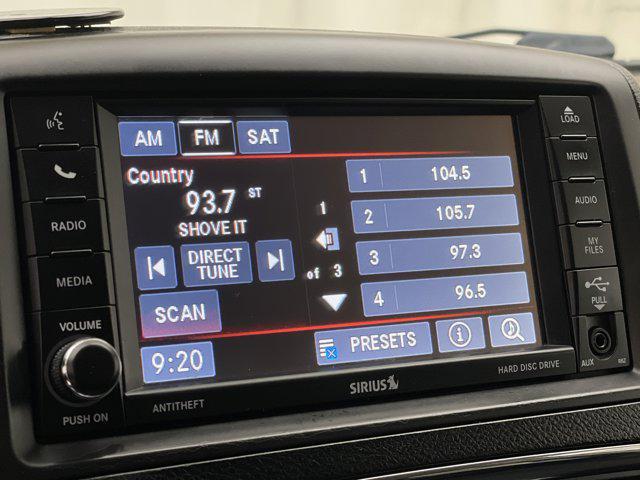 AM FM SAT
Country
93.7 ST
SHOVE IT
DIRECT TUNE
SCAN
9:20
1
of 3
1 104.5
2 105.7
3 97.3
4 96.5
PRESETS
RADIO
MEDIA
VOLUME
PUSH ON
ANTITHEFT
SIRIUS
HARD DISC DRIVE
LOAD
MENU
AUDIO
MY FILES
PULL
AUX
RBZ